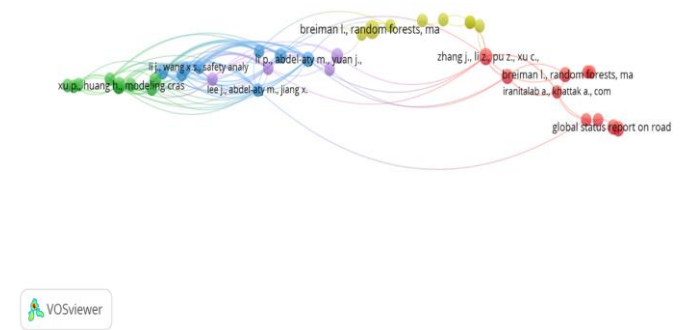 breiman l., random forests, ma
zhang j., li z., pu z., xu c.,
li p., abdel-aty m., yuan j.,
li j., wang x s., safety analy
breiman l., random forests, ma
xu p., huang h., modeling cras
lee j., abdel-aty m., jiang x.
iranitalab a., khattak a., com
global status report on road
VOSviewer